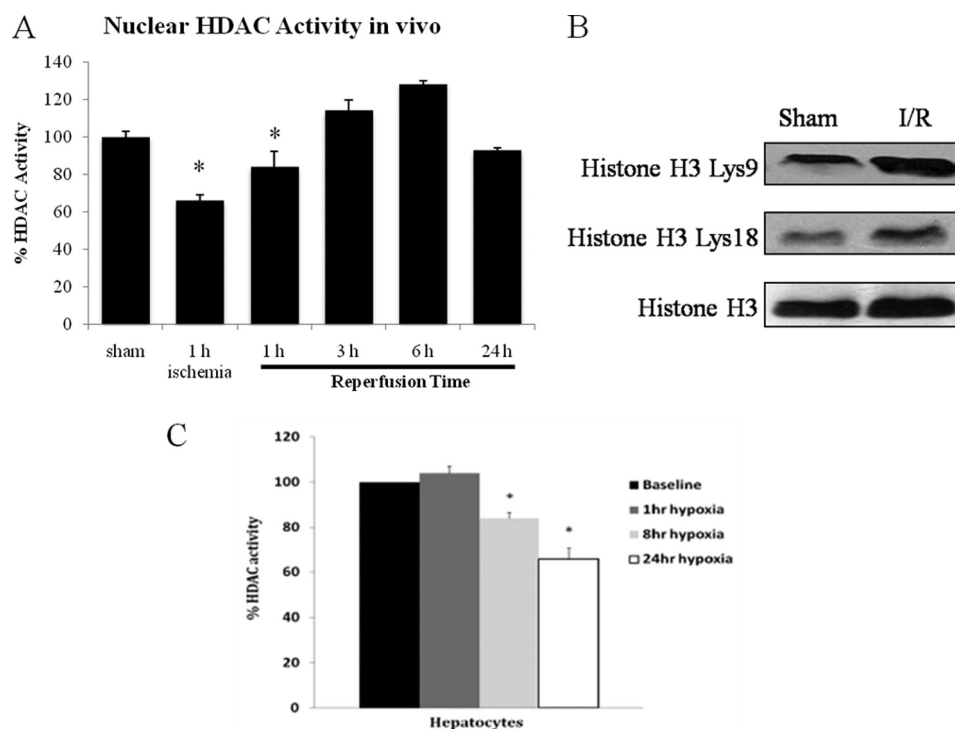 A
Nuclear HDAC Activity in vivo
% HDAC Activity
140
120
100
80
60
40
20
0
*
*
sham
1 h
ischemia
1 h
3 h
6 h
24 h
Reperfusion Time
B
Sham I/R
Histone H3 Lys9
Histone H3 Lys18
Histone H3
C
% HDAC activity
120
100
80
60
40
20
0
*
*
Baseline
1hr hypoxia
8hr hypoxia
24hr hypoxia
Hepatocytes